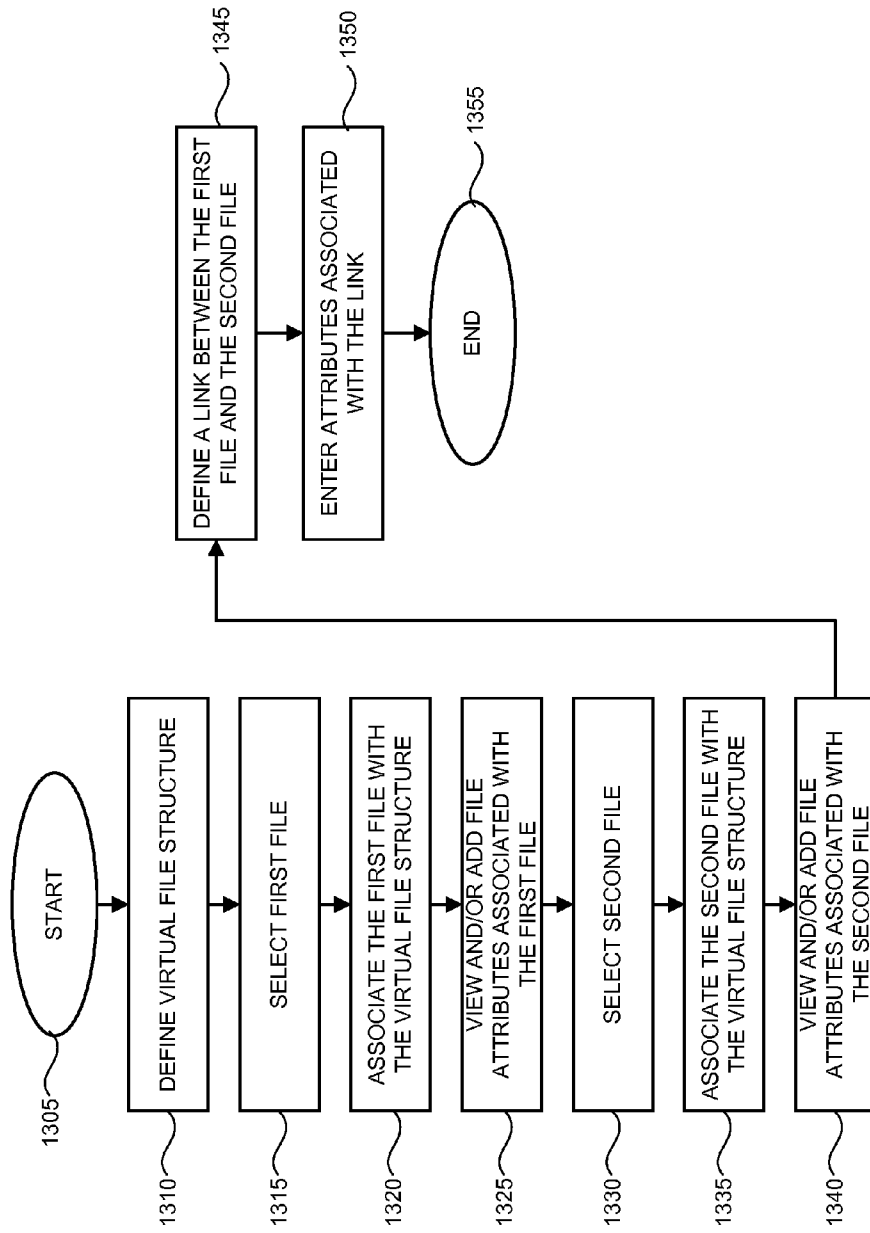 START
1305
DEFINE VIRTUAL FILE STRUCTURE
1310
SELECT FIRST FILE
1315
ASSOCIATE THE FIRST FILE WITH
THE VIRTUAL FILE STRUCTURE
1320
VIEW AND/OR ADD FILE
ATTRIBUTES ASSOCIATED WITH
THE FIRST FILE
1325
SELECT SECOND FILE
1330
ASSOCIATE THE SECOND FILE WITH
THE VIRTUAL FILE STRUCTURE
1335
VIEW AND/OR ADD FILE
ATTRIBUTES ASSOCIATED WITH
THE SECOND FILE
1340
DEFINE A LINK BETWEEN THE FIRST
FILE AND THE SECOND FILE
1345
ENTER ATTRIBUTES ASSOCIATED
WITH THE LINK
1350
END
1355